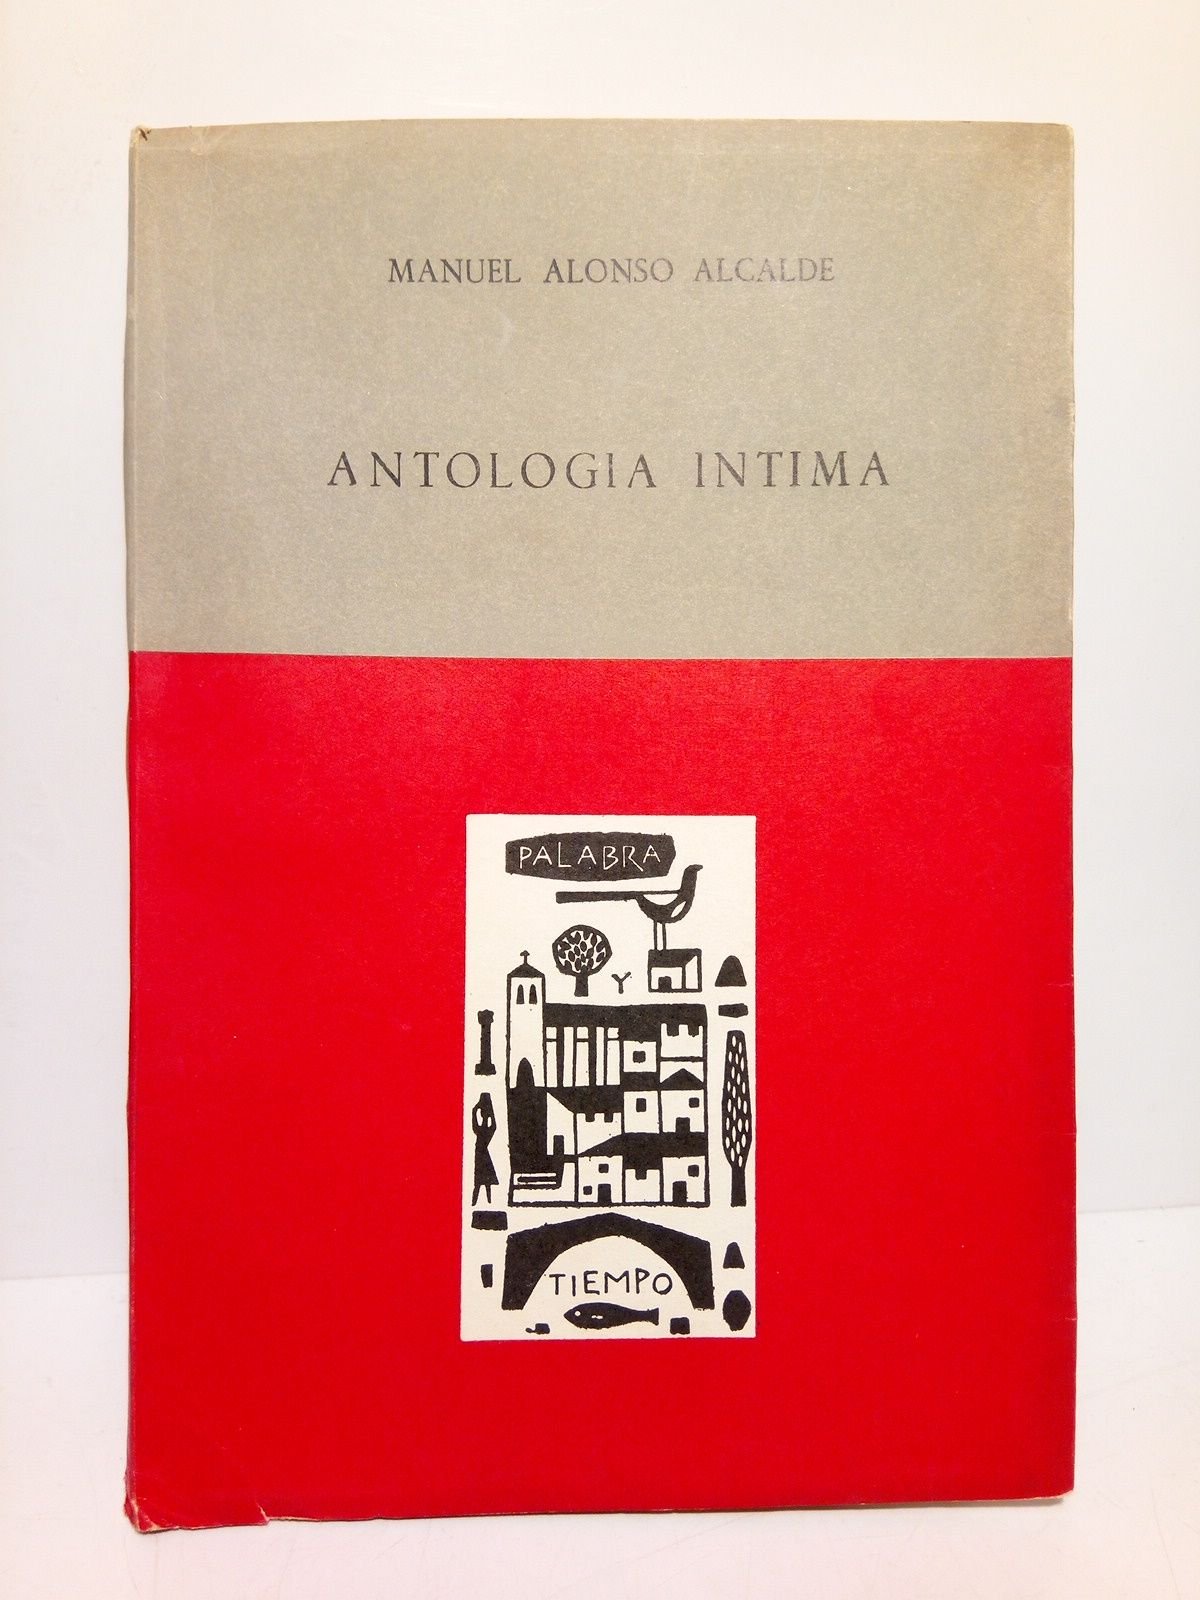 MANUEL ALONSO ALCALDE
ANTOLOGIA INTIMA
PALABRA
Y
TIEMPO